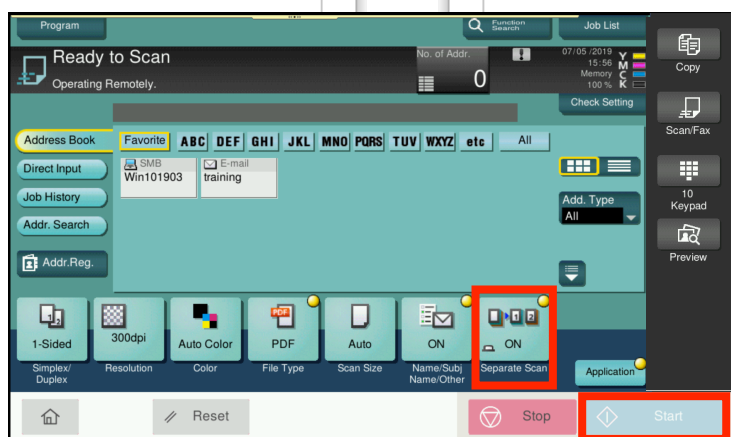 Program
Function Search
Job List
Ready to Scan
Operating Remotely.
No. of Addr.
0
07/05/2019
15:56
Memory
100 %
Y
M
C
K
Check Setting
Copy
Scan/Fax
10 Keypad
Preview
Address Book
Direct Input
Job History
Addr. Search
Addr.Reg.
Favorite ABC DEF GHI JKL MNO PQRS TUV WXYZ etc All
SMB
Win101903
E-mail
training
Add. Type
All
1-Sided
300dpi
Auto Color
PDF
PDF
Auto
ON
ON
Simplex/
Duplex
Resolution
Color
File Type
Scan Size
Name/Subj
Name/Other
Separate Scan
Application
Reset
Stop
Start